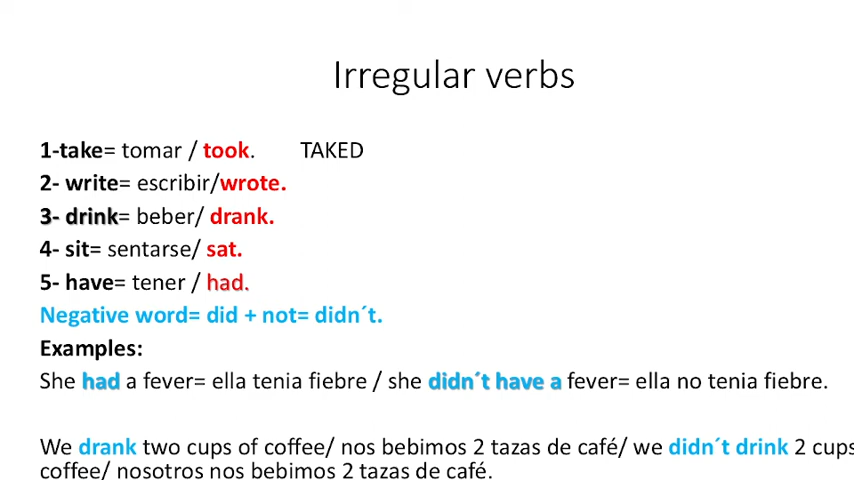 Irregular verbs
1-take= tomar / took. TAKED
2- write= escribir/wrote.
3- drink= beber/ drank.
4- sit= sentarse/ sat.
5- have= tener / had.
Negative word= did + not= didn´t.
Examples:
She had a fever= ella tenia fiebre / she didn´t have a fever= ella no tenia fiebre.
We drank two cups of coffee/ nos bebimos 2 tazas de café/ we didn´t drink 2 cups
coffee/ nosotros nos bebimos 2 tazas de café.